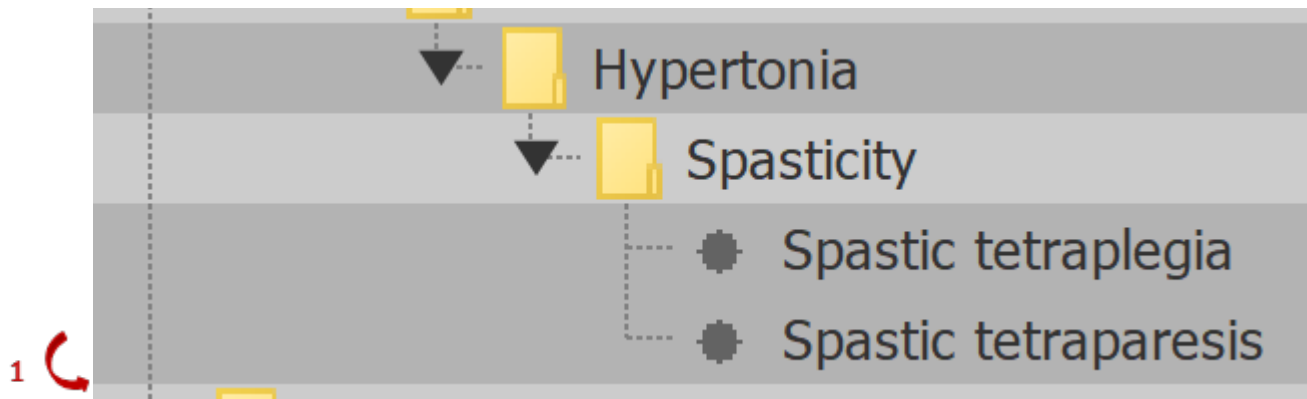 Hypertonia
Spasticity
Spastic tetraplegia
Spastic tetraparesis
1